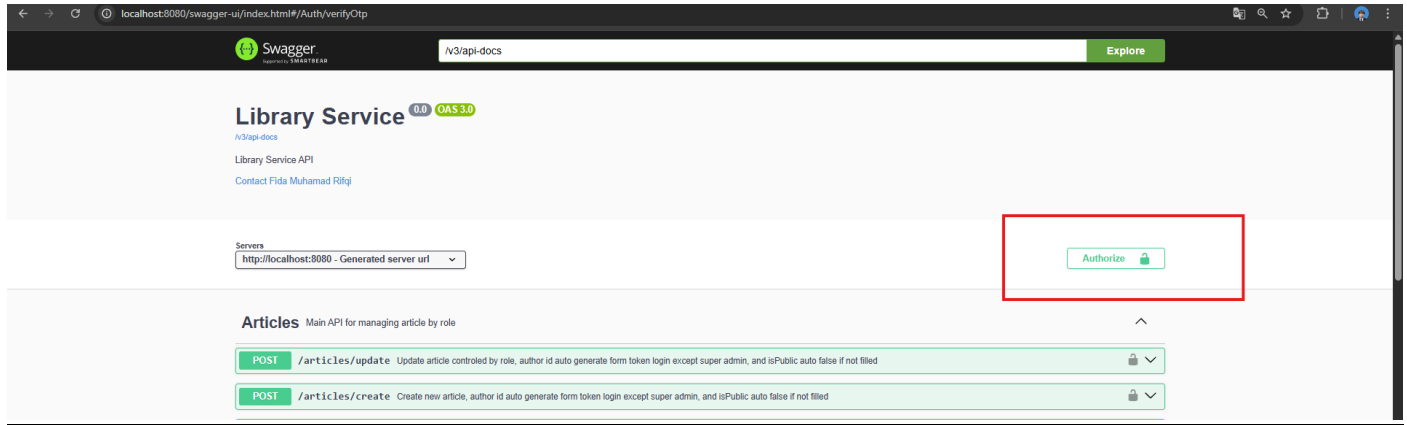 localhost:8080/swagger-ui/index.html#/Auth/verifyOtp
Swagger.
Supported by SMARTBEAR
/v3/api-docs
Explore
Library Service 0.0 OAS 3.0
/v3/api-docs
Library Service API
Contact Fida Muhamad Rifqi
Servers
http://localhost:8080 - Generated server url
Authorize
Articles Main API for managing article by role
POST /articles/update Update article controled by role, author id auto generate form token login except super admin, and isPublic auto false if not filled
POST /articles/create Create new article, author id auto generate form token login except super admin, and isPublic auto false if not filled